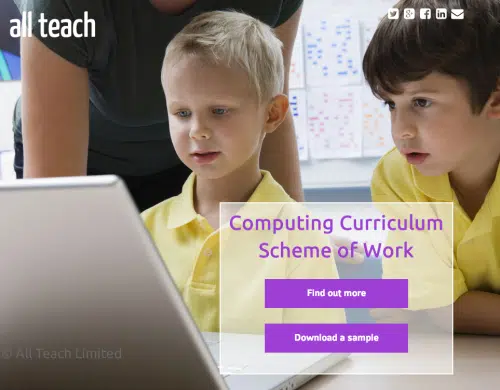 all teach
Computing Curriculum
Scheme of Work
Find out more
Download a sample
© All Teach Limited